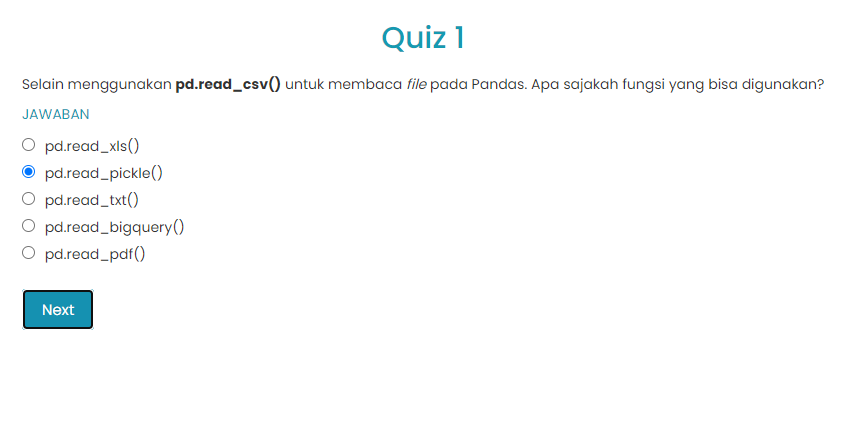 Quiz 1
Selain menggunakan pd.read_csv() untuk membaca file pada Pandas. Apa sajakah fungsi yang bisa digunakan?
JAWABAN
pd.read_xls()
pd.read_pickle()
pd.read_txt()
pd.read_bigquery()
pd.read_pdf()
Next